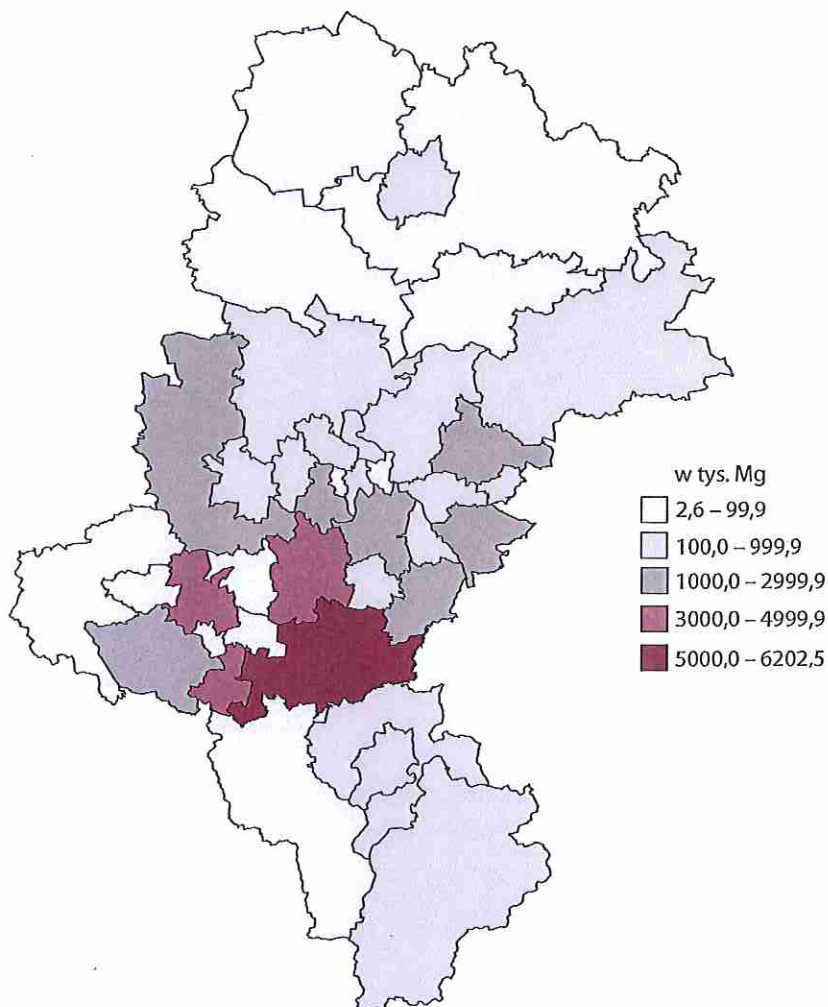 w tys. Mg
2,6 – 99,9
100,0 – 999,9
1000,0 – 2999,9
3000,0 – 4999,9
5000,0 – 6202,5